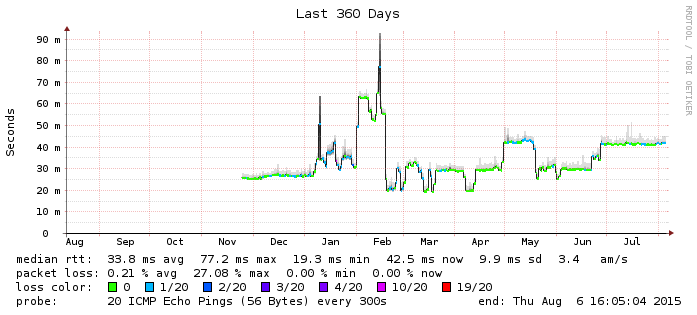 Last 360 Days
RRDTOOL / TOBI OETIKER
Seconds
90 m
80 m
70 m
60 m
50 m
40 m
30 m
20 m
10 m
0
Aug Sep Oct Nov Dec Jan Feb Mar Apr May Jun Jul
median rtt: 33.8 ms avg 77.2 ms max 19.3 ms min 42.5 ms now 9.9 ms sd 3.4 am/s
packet loss: 0.21 % avg 27.08 % max 0.00 % min 0.00 % now
loss color: 0 1/20 2/20 3/20 4/20 10/20 19/20
probe: 20 ICMP Echo Pings (56 Bytes) every 300s end: Thu Aug 6 16:05:04 2015